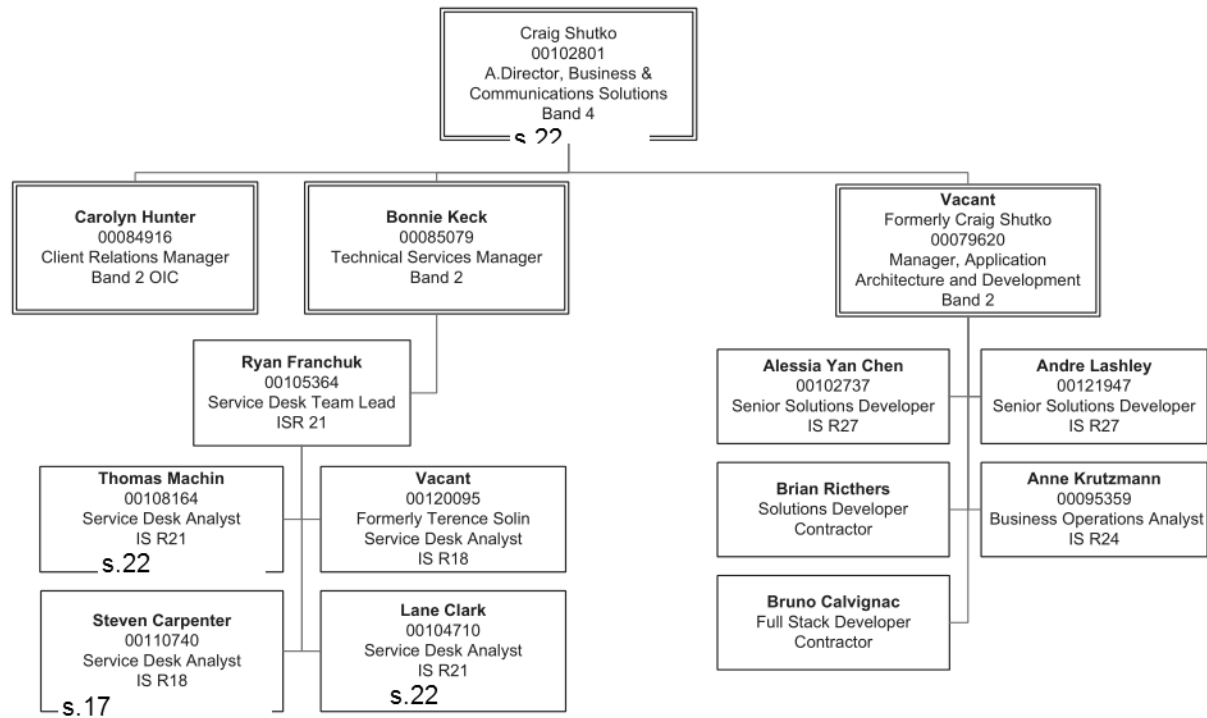 Craig Shutko
00102801
A.Director, Business &
Communications Solutions
Band 4
s.22
Carolyn Hunter
00084916
Client Relations Manager
Band 2 OIC
Bonnie Keck
00085079
Technical Services Manager
Band 2
Vacant
Formerly Craig Shutko
00079620
Manager, Application
Architecture and Development
Band 2
Ryan Franchuk
00105364
Service Desk Team Lead
ISR 21
Thomas Machin
00108164
Service Desk Analyst
IS R21
s.22
Vacant
00120095
Formerly Terence Solin
Service Desk Analyst
IS R18
Steven Carpenter
00110740
Service Desk Analyst
IS R18
s.17
Lane Clark
00104710
Service Desk Analyst
IS R21
s.22
Alessia Yan Chen
00102737
Senior Solutions Developer
IS R27
Andre Lashley
00121947
Senior Solutions Developer
IS R27
Brian Ricthers
Solutions Developer
Contractor
Anne Krutzmann
00095359
Business Operations Analyst
IS R24
Bruno Calvignac
Full Stack Developer
Contractor